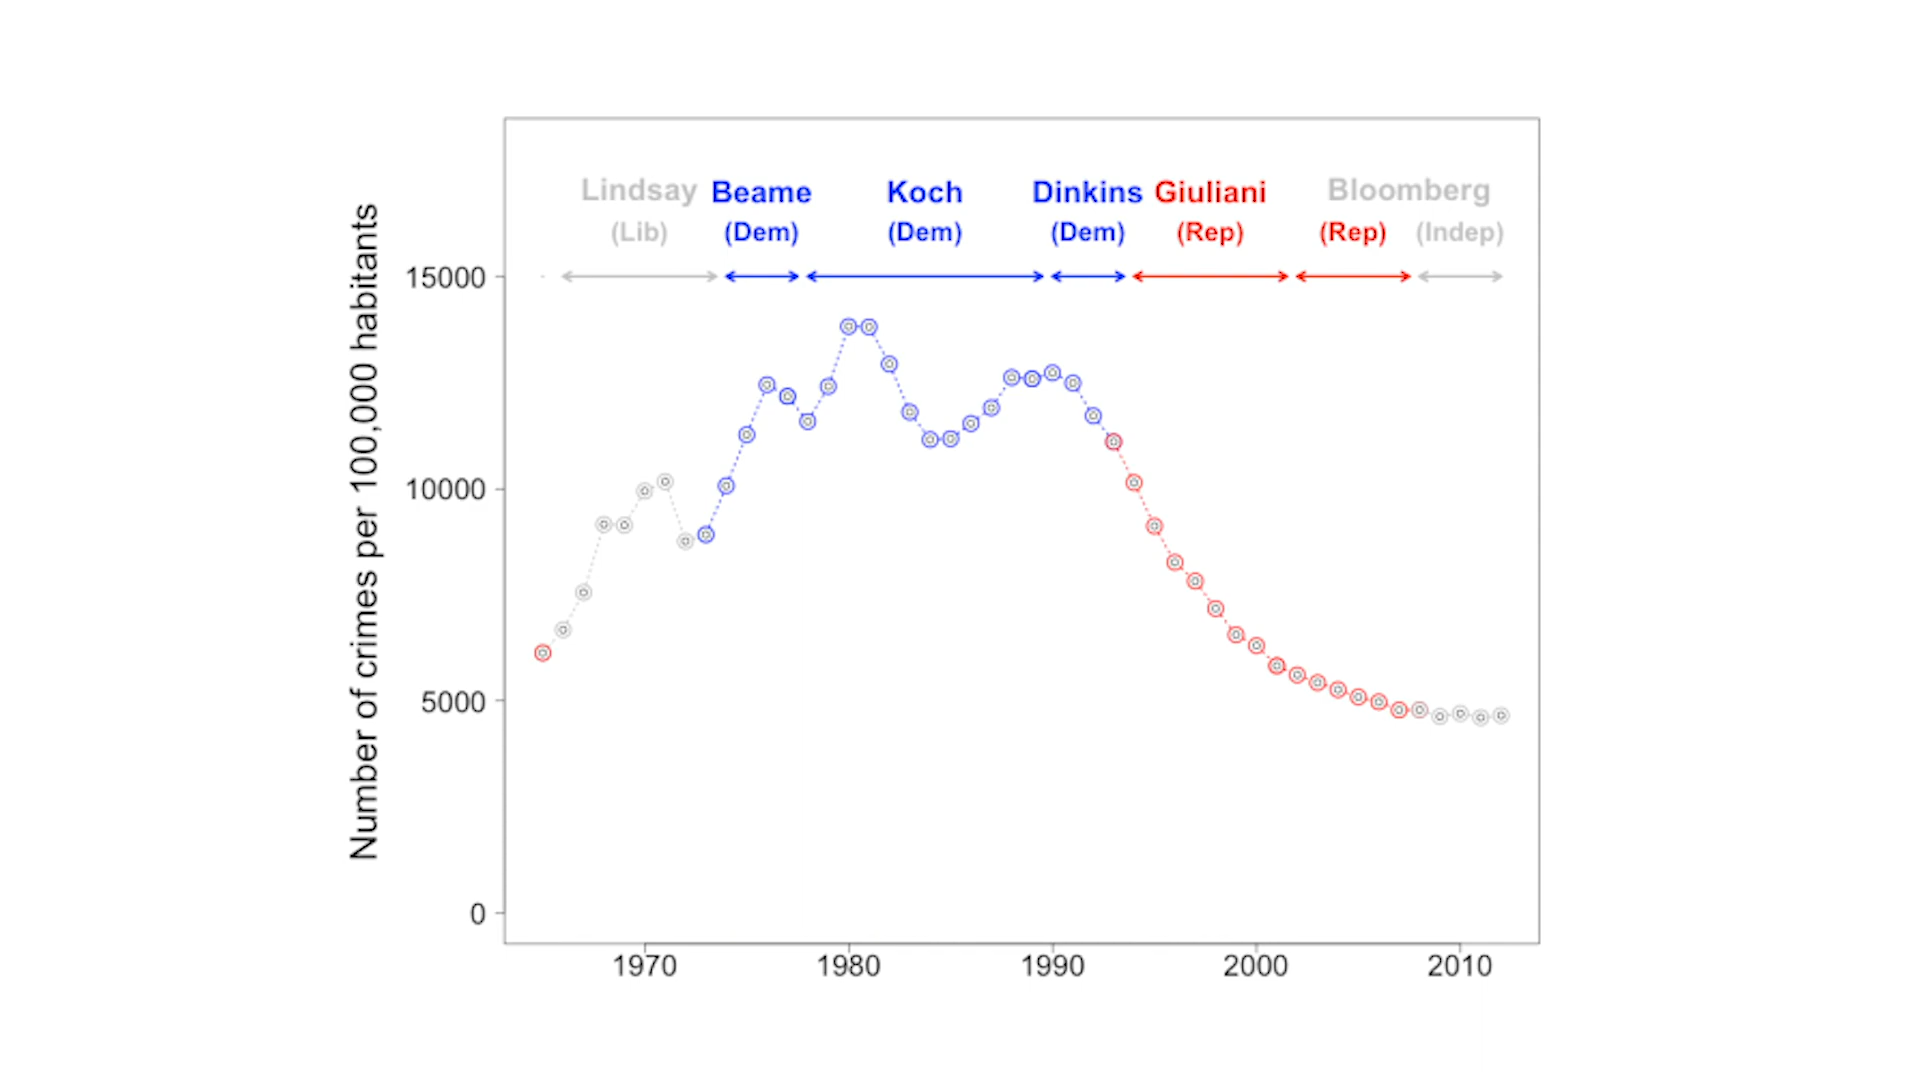 Lindsay Beame Koch Dinkins Giuliani Bloomberg
(Lib) (Dem) (Dem) (Dem) (Rep) (Rep) (Indep)
Number of crimes per 100,000 habitants
15000
10000
5000
0
1970 1980 1990 2000 2010